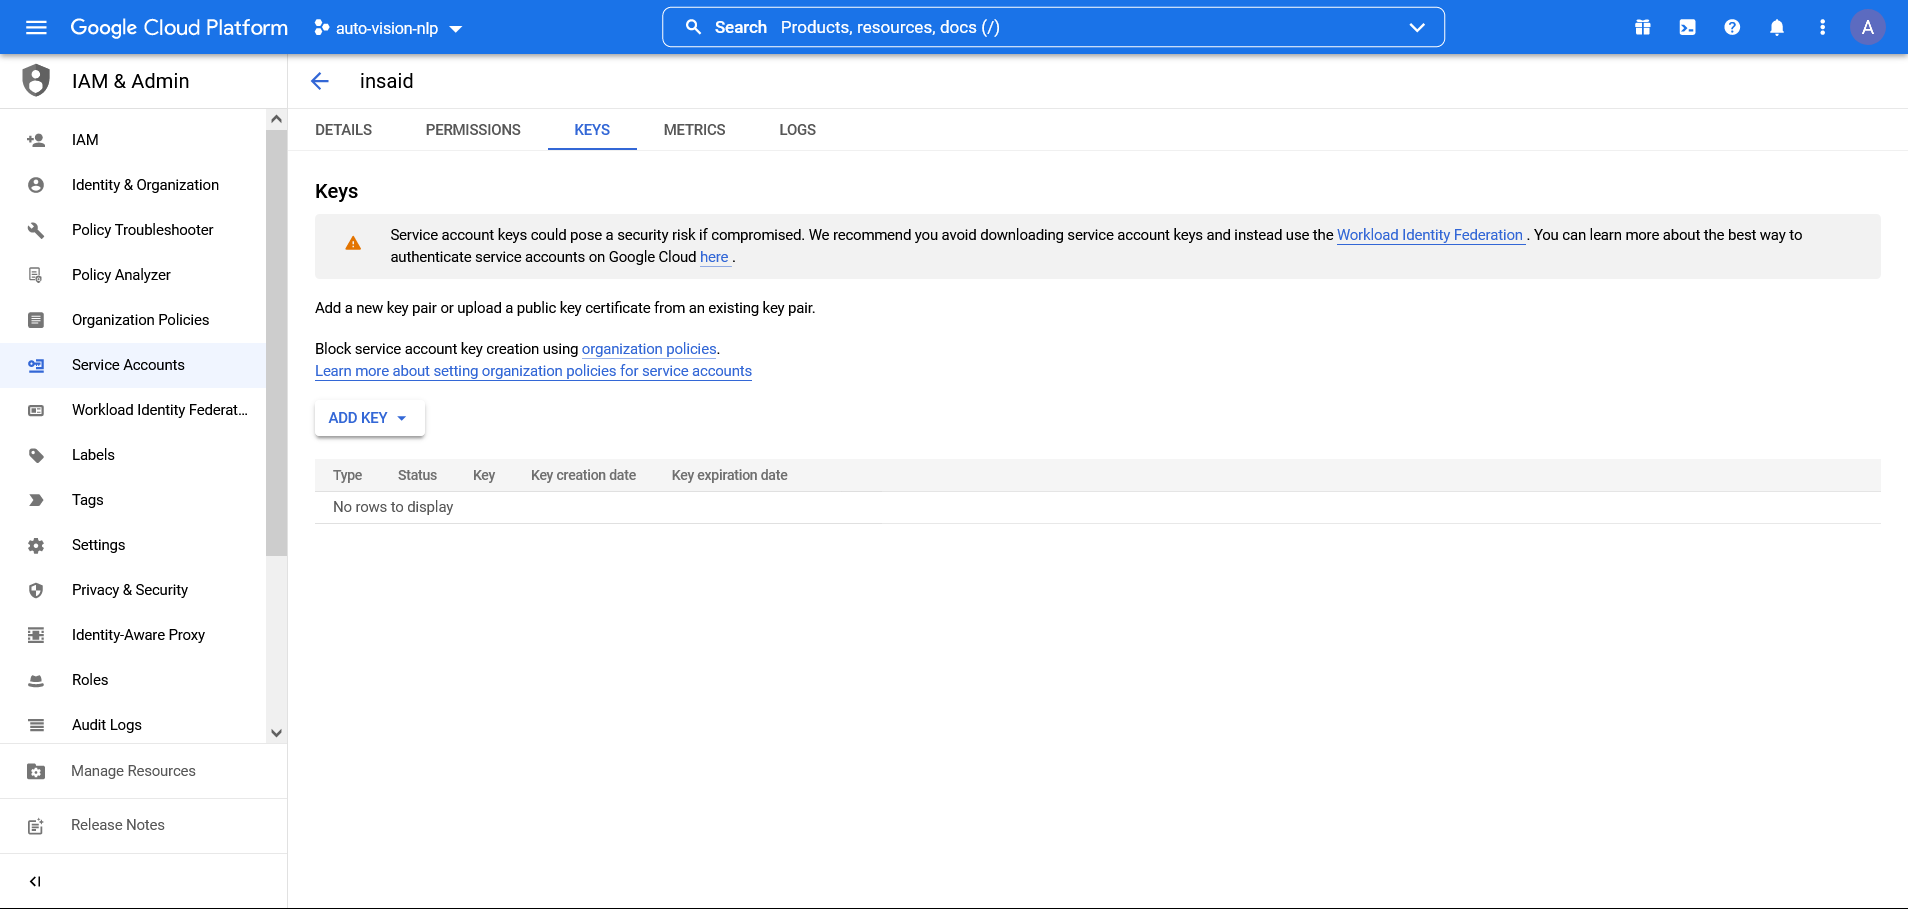 Google Cloud Platform
auto-vision-nlp
Search Products, resources, docs (/)
A
IAM & Admin
IAM
Identity & Organization
Policy Troubleshooter
Policy Analyzer
Organization Policies
Service Accounts
Workload Identity Federat...
Labels
Tags
Settings
Privacy & Security
Identity-Aware Proxy
Roles
Audit Logs
Manage Resources
Release Notes
insaid
DETAILS PERMISSIONS KEYS METRICS LOGS
Keys
Service account keys could pose a security risk if compromised. We recommend you avoid downloading service account keys and instead use the Workload Identity Federation . You can learn more about the best way to
authenticate service accounts on Google Cloud here .
Add a new key pair or upload a public key certificate from an existing key pair.
Block service account key creation using organization policies.
Learn more about setting organization policies for service accounts
ADD KEY
Type Status Key Key creation date Key expiration date
No rows to display